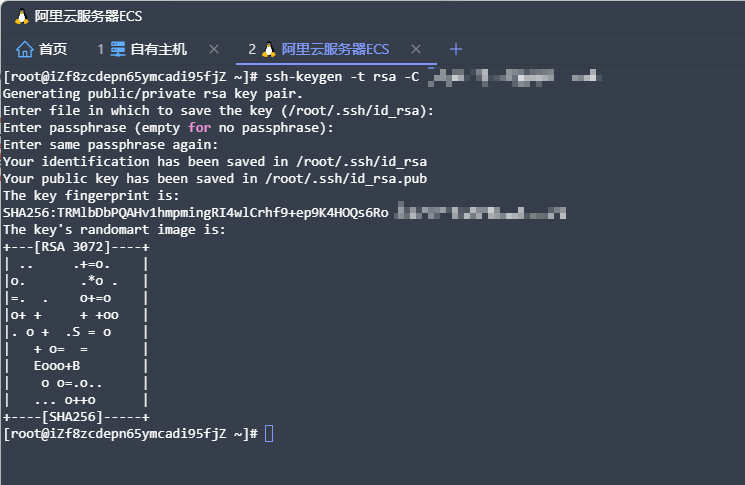 阿里云服务器ECS
首页 1 自有主机 × 2 阿里云服务器ECS × +
[root@iZf8zcdepn65ymcadi95fjZ ~]# ssh-keygen -t rsa -C
Generating public/private rsa key pair.
Enter file in which to save the key (/root/.ssh/id_rsa):
Enter passphrase (empty for no passphrase):
Enter same passphrase again:
Your identification has been saved in /root/.ssh/id_rsa
Your public key has been saved in /root/.ssh/id_rsa.pub
The key fingerprint is:
SHA256:TRMlbDbPQAHv1hmpmingRI4wlCrhf9+ep9K4HOQs6Ro
The key's randomart image is:
+---[RSA 3072]----+
| ..     .+=o.    |
|o.       .*o .   |
|=.  .    o+=o    |
|o+ +     + +oo   |
|. o +  .S = o    |
|   + o=  =       |
|   Eooo+B        |
|    o o=.o..     |
|   ... o++o      |
+----[SHA256]-----+
[root@iZf8zcdepn65ymcadi95fjZ ~]#